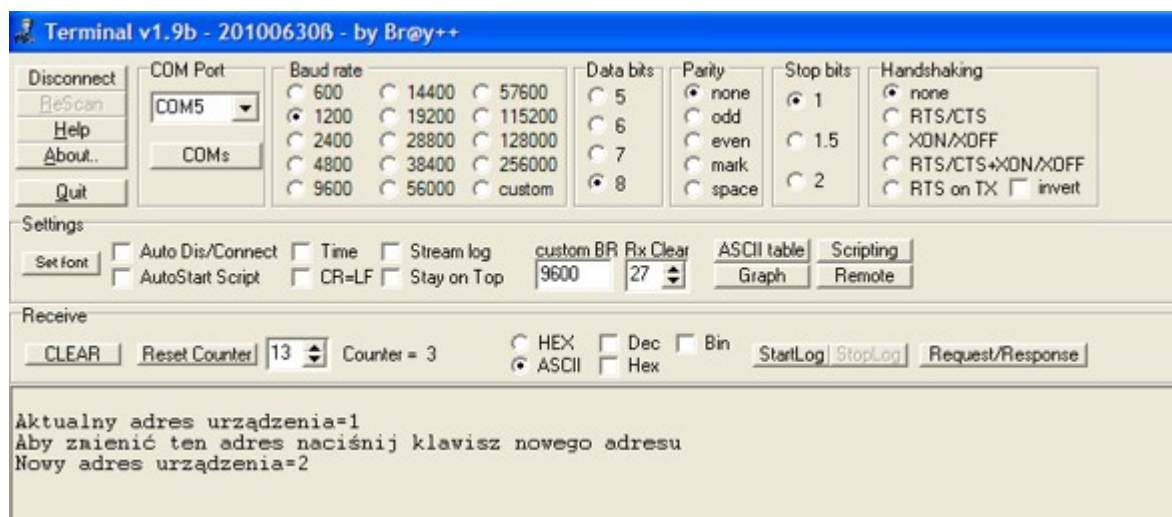 Terminal v1.9b - 20100630ß - by Br@y++
Disconnect
ReScan
Help
About..
Quit
COM Port
COM5
COMs
Baud rate
600 14400 57600
1200 19200 115200
2400 28800 128000
4800 38400 256000
9600 56000 custom
Data bits
5
6
7
8
Parity
none
odd
even
mark
space
Stop bits
1
1.5
2
Handshaking
none
RTS/CTS
XON/XOFF
RTS/CTS+XON/XOFF
RTS on TX invert
Settings
Set font
Auto Dis/Connect Time Stream log
AutoStart Script CR=LF Stay on Top
custom BR Rx Clear
9600 27
ASCII table Scripting
Graph Remote
Receive
CLEAR Reset Counter 13 Counter = 3
HEX Dec Bin
ASCII Hex
StartLog StopLog Request/Response
Aktualny adres urządzenia=1
Aby zmienić ten adres naciśnij klavisz nowego adresu
Nowy adres urządzenia=2